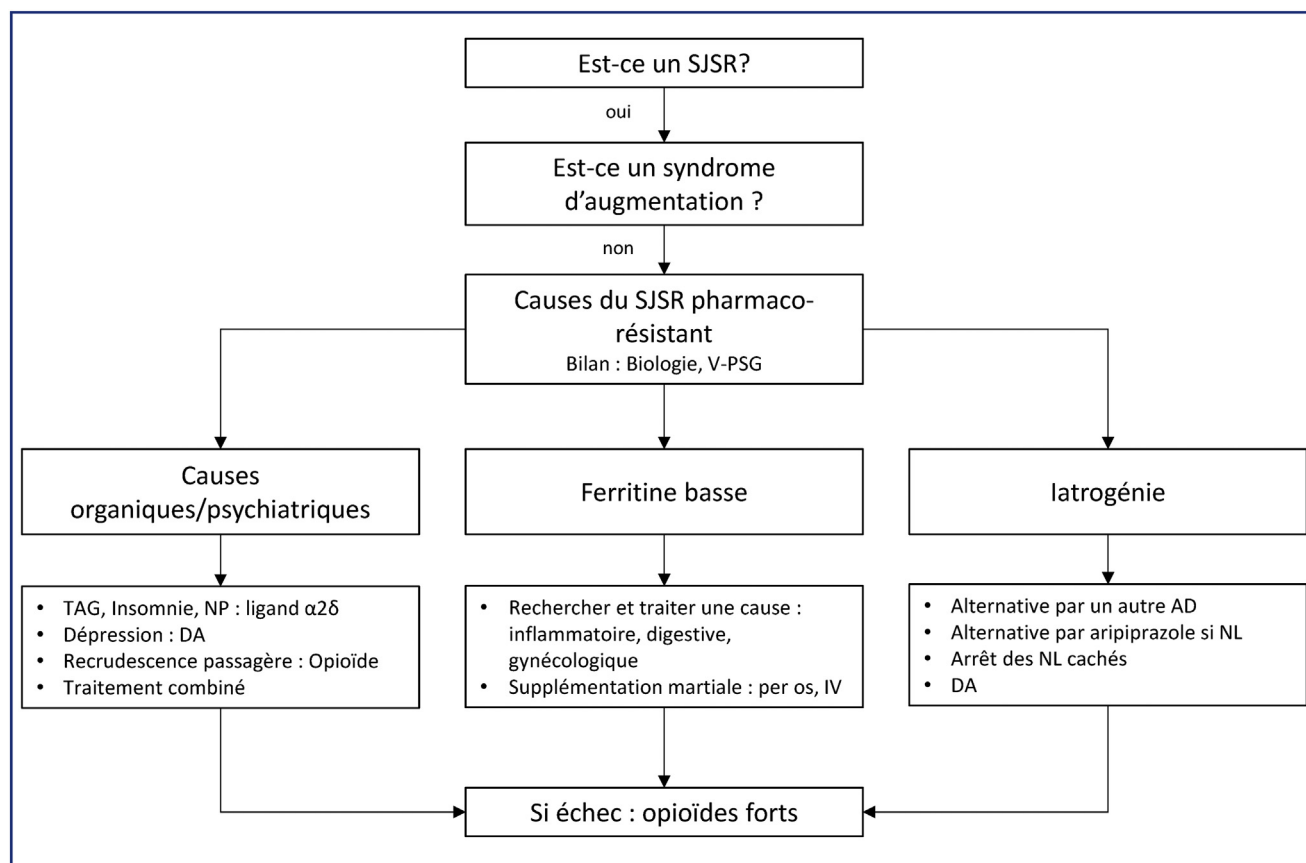 Est-ce un SJSR?
oui
Est-ce un syndrome
d'augmentation ?
non
Causes du SJSR pharmaco-
résistant
Bilan : Biologie, V-PSG
Causes
organiques/psychiatriques
• TAG, Insomnie, NP : ligand α2δ
• Dépression : DA
• Recrudescence passagère : Opioïde
• Traitement combiné
Ferritine basse
• Rechercher et traiter une cause :
inflammatoire, digestive,
gynécologique
• Supplémentation martiale : per os, IV
Iatrogénie
• Alternative par un autre AD
• Alternative par aripiprazole si NL
• Arrêt des NL cachés
• DA
Si échec : opioïdes forts